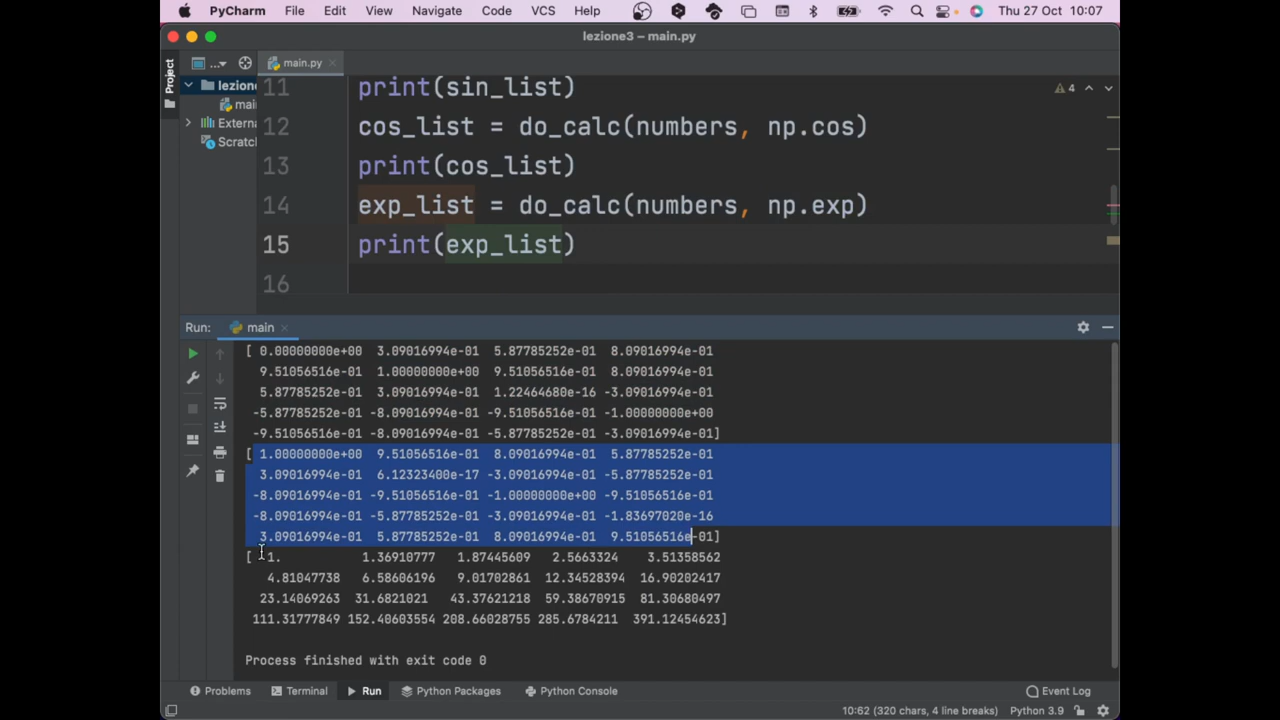 PyCharm File Edit View Navigate Code VCS Help Thu 27 Oct 10:07
lezione3 – main.py
Project
...
main.py
lezione
mai
Extern
Scratc
4
11 print(sin_list)
12 cos_list = do_calc(numbers, np.cos)
13 print(cos_list)
14 exp_list = do_calc(numbers, np.exp)
15 print(exp_list)
16
Run: main
[ 0.00000000e+00 3.09016994e-01 5.87785252e-01 8.09016994e-01
9.51056516e-01 1.00000000e+00 9.51056516e-01 8.09016994e-01
5.87785252e-01 3.09016994e-01 1.22464680e-16 -3.09016994e-01
-5.87785252e-01 -8.09016994e-01 -9.51056516e-01 -1.00000000e+00
-9.51056516e-01 -8.09016994e-01 -5.87785252e-01 -3.09016994e-01]
[ 1.00000000e+00 9.51056516e-01 8.09016994e-01 5.87785252e-01
3.09016994e-01 6.12323400e-17 -3.09016994e-01 -5.87785252e-01
-8.09016994e-01 -9.51056516e-01 -1.00000000e+00 -9.51056516e-01
-8.09016994e-01 -5.87785252e-01 -3.09016994e-01 -1.83697020e-16
3.09016994e-01 5.87785252e-01 8.09016994e-01 9.51056516e-01]
[ 1. 1.36910777 1.87445609 2.5663324 3.51358562
4.81047738 6.58606196 9.01702861 12.34528394 16.90202417
23.14069263 31.6821021 43.37621218 59.38670915 81.30680497
111.31777849 152.40603554 208.66028755 285.6784211 391.12454623]
Process finished with exit code 0
Problems Terminal Run Python Packages Python Console Event Log
10:62 (320 chars, 4 line breaks) Python 3.9